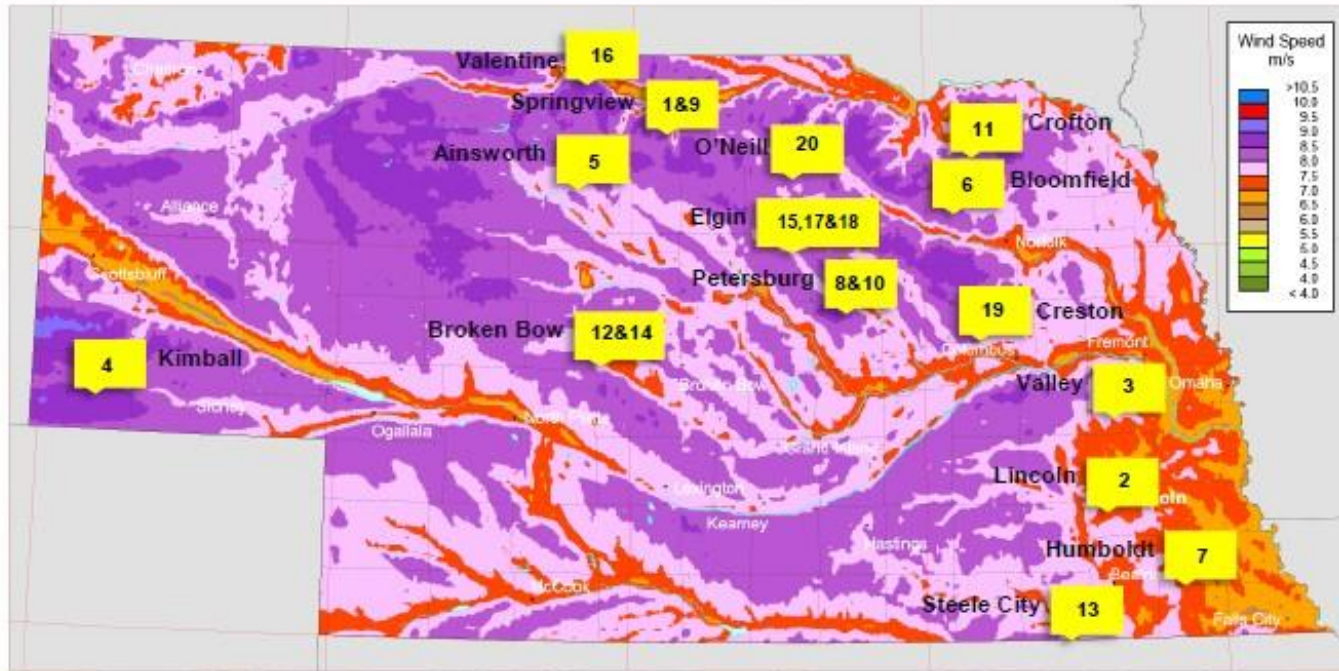 Valentine 16
Springview 1&9
Ainsworth 5
O'Neill 20
11 Crofton
6 Bloomfield
Elgin 15,17&18
Petersburg 8&10
19 Creston
Broken Bow 12&14
4 Kimball
Valley 3
Lincoln 2
Humboldt 7
Steele City 13
Chadron
Alliance
Scottsbluff
Sidney
Ogallala
North Platte
Broken Bow
Norfolk
Columbus
Fremont
Omaha
Grand Island
Lexington
Kearney
Hastings
McCook
Falls City
Wind Speed
m/s
>10.5
10.0
9.5
9.0
8.5
8.0
7.5
7.0
6.5
6.0
5.5
5.0
4.5
4.0
< 4.0